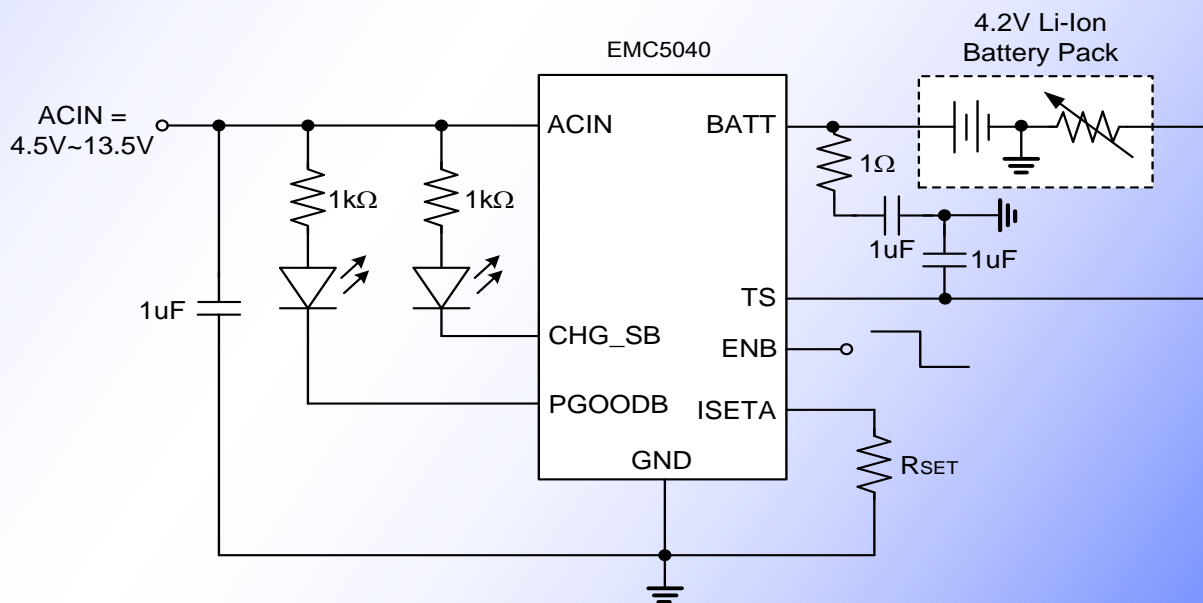 4.2V Li-Ion
Battery Pack
EMC5040
ACIN =
4.5V~13.5V
ACIN
BATT
1kΩ
1kΩ
1Ω
1uF
1uF
1uF
TS
CHG_SB
ENB
PGOODB
ISETA
GND
RSET